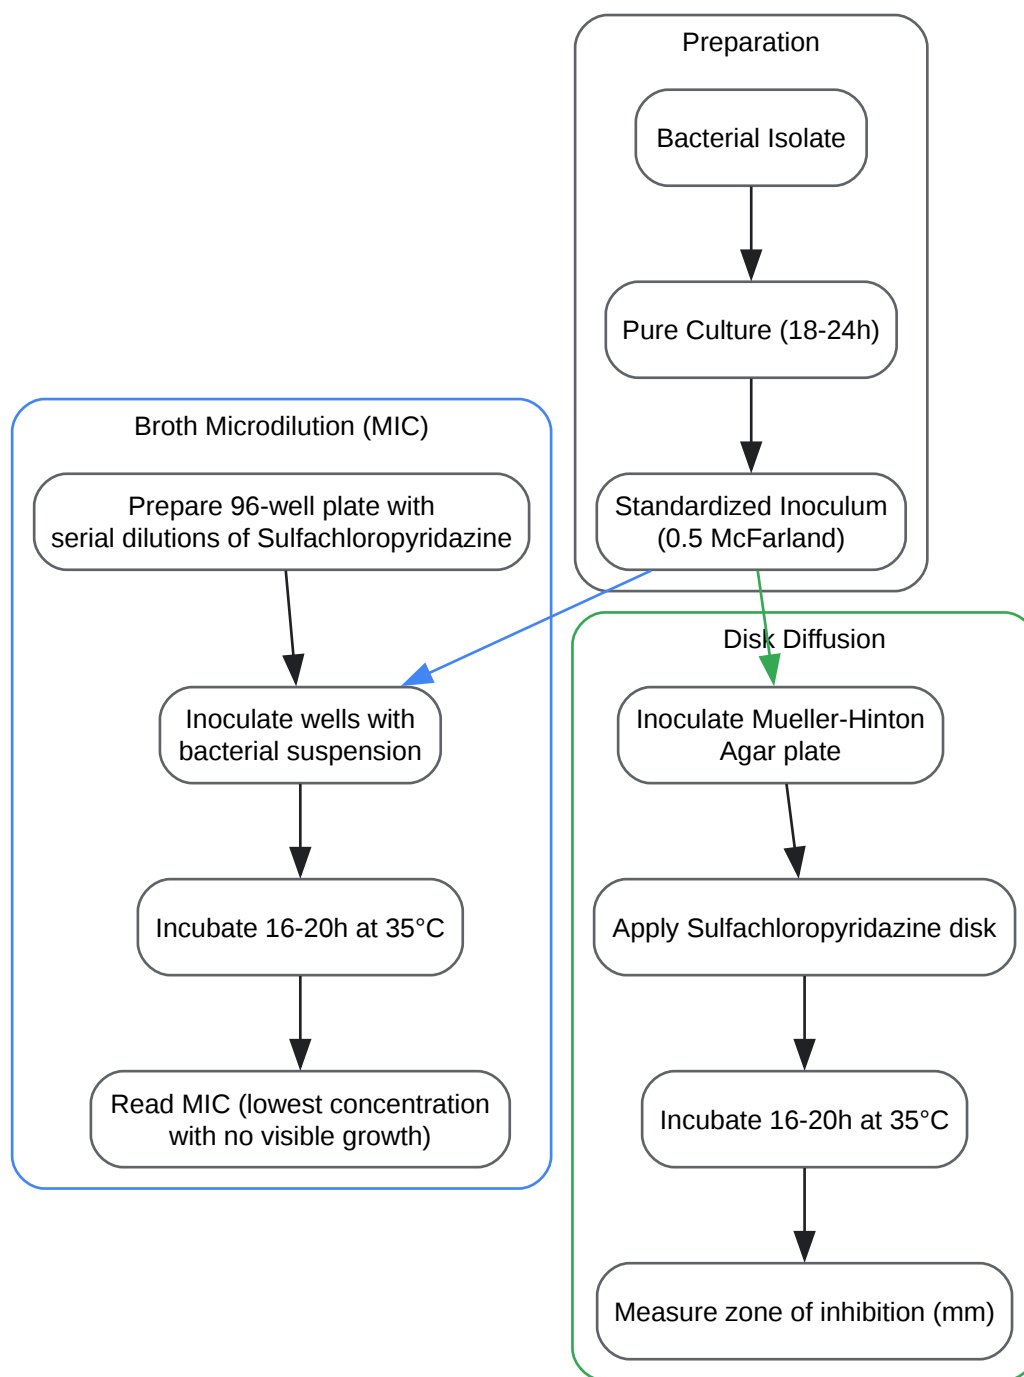 Preparation
Bacterial Isolate
Pure Culture (18-24h)
Standardized Inoculum
(0.5 McFarland)
Broth Microdilution (MIC)
Prepare 96-well plate with
serial dilutions of Sulfachloropyridazine
Inoculate wells with
bacterial suspension
Incubate 16-20h at 35°C
Read MIC (lowest concentration
with no visible growth)
Disk Diffusion
Inoculate Mueller-Hinton
Agar plate
Apply Sulfachloropyridazine disk
Incubate 16-20h at 35°C
Measure zone of inhibition (mm)